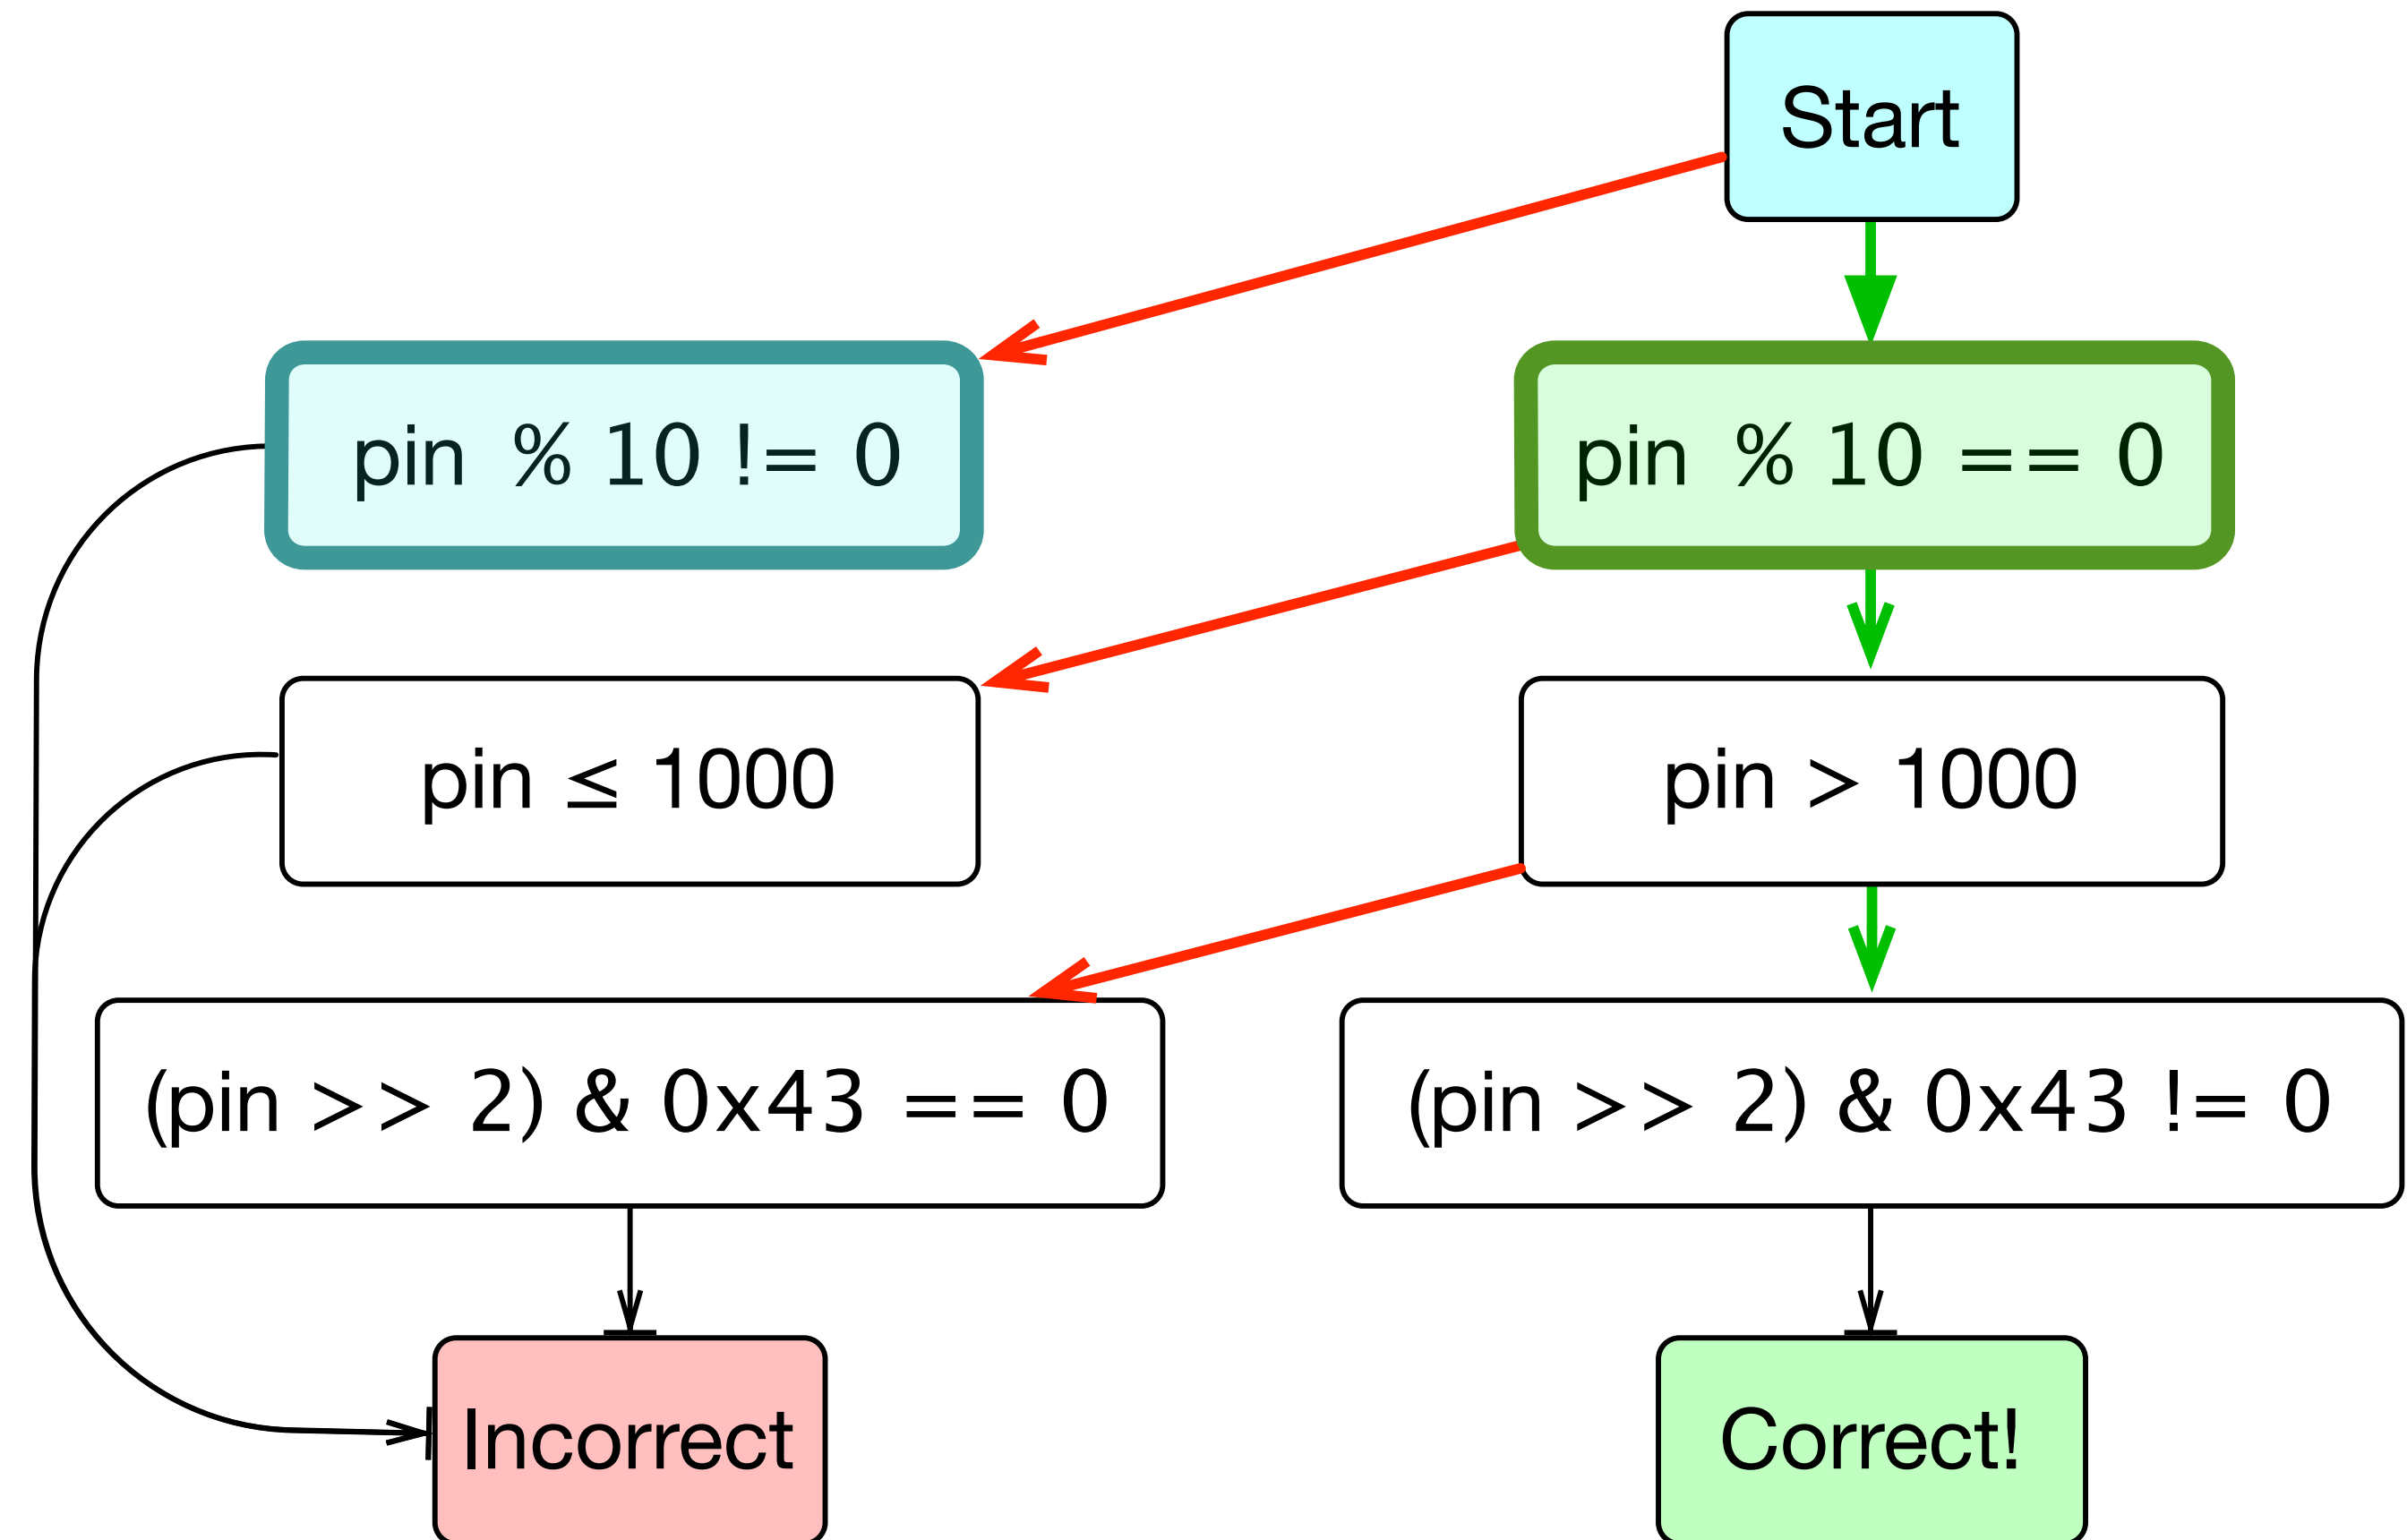 Start
pin % 10 != 0
pin % 10 == 0
pin ≤ 1000
pin > 1000
(pin >> 2) & 0x43 == 0
(pin >> 2) & 0x43 != 0
Incorrect
Correct!